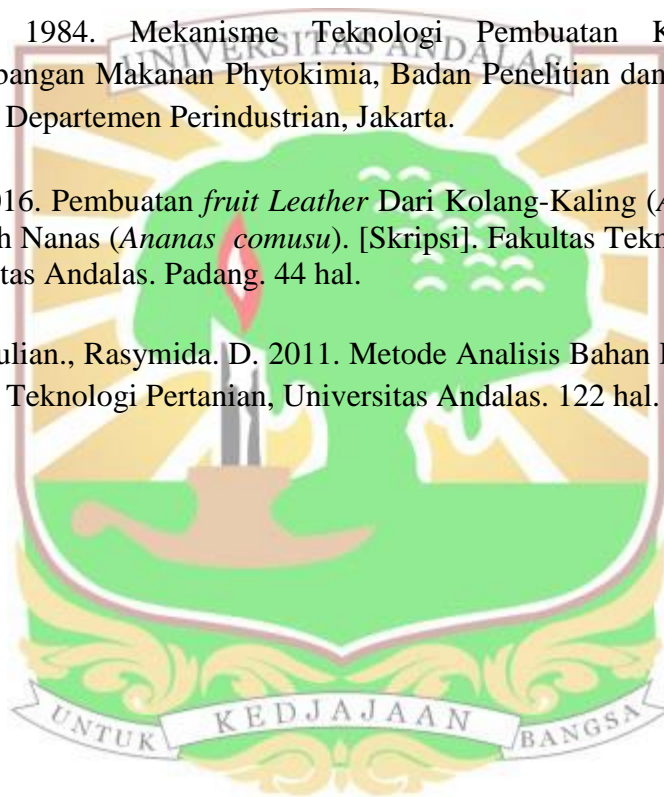 1984. Mekanisme Teknologi Pembuatan K
UNIVERSITAS ANDALAS
bangan Makanan Phytokimia, Badan Penelitian dan
Departemen Perindustrian, Jakarta.
016. Pembuatan fruit Leather Dari Kolang-Kaling (A
h Nanas (Ananas comusu). [Skripsi]. Fakultas Tekn
tas Andalas. Padang. 44 hal.
ulian., Rasymida. D. 2011. Metode Analisis Bahan
Teknologi Pertanian, Universitas Andalas. 122 hal.
UNTUK KEDJAJAAN BANGSA